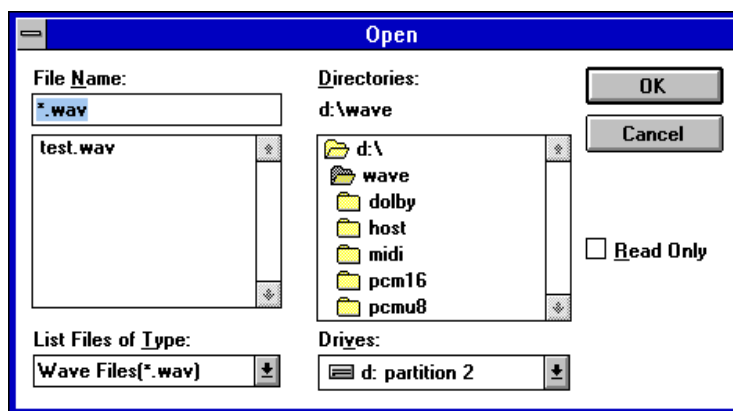 Open
File Name:
*.wav
test.wav
List Files of Type:
Wave Files(*.wav)
Directories:
d:\wave
d:\
wave
dolby
host
midi
pcm16
pcmu8
Drives:
d: partition 2
OK
Cancel
Read Only